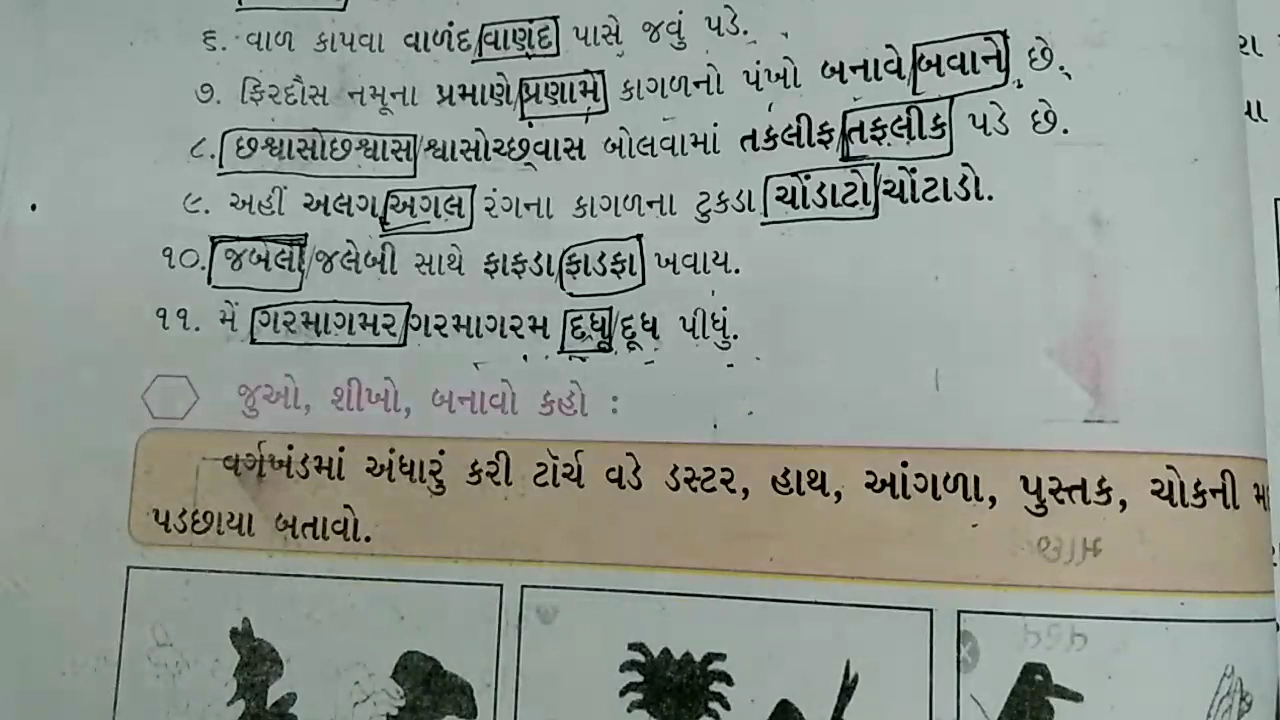 ૬. વાળ કાપવા વાળંદ/વાણંદ પાસે જવું પડે.
૭. ફિરદૌસ નમૂના પ્રમાણે/પ્રણામે કાગળનો પંખો બનાવે/બવાને છે.
૮. છશ્વાસોછશ્વાસ/શ્વાસોચ્છ્વાસ બોલવામાં તકલીફ/તફલીક પડે છે.
૯. અહીં અલગ/અગલ રંગના કાગળના ટુકડા ચોંડાટો/ચોંટાડો.
૧૦. જબેલી/જલેબી સાથે ફાફડા/ફાડફા ખવાય.
૧૧. મેં ગરમાગમર/ગરમાગરમ દધૂ/દૂધ પીધું.
જુઓ, શીખો, બનાવો કહો :
વર્ગખંડમાં અંધારું કરી ટૉર્ચ વડે ડસ્ટર, હાથ, આંગળા, પુસ્તક, ચોકની
પડછાયા બતાવો.